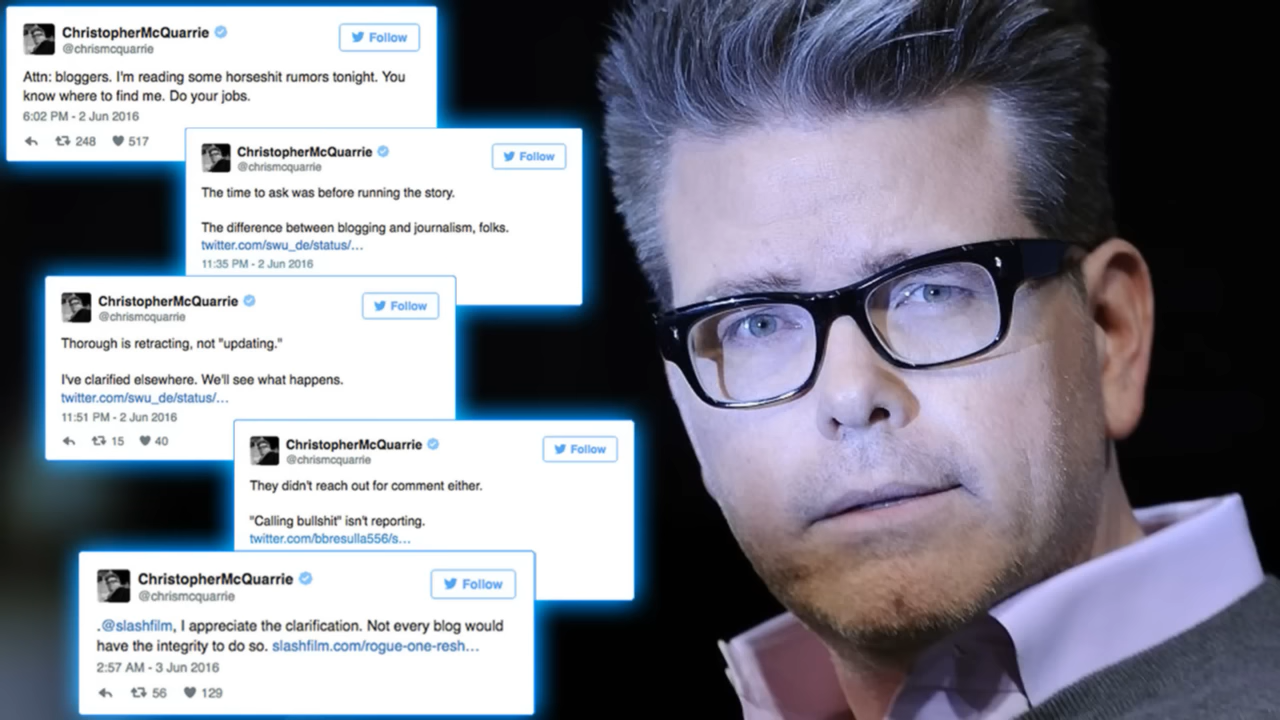 ChristopherMcQuarrie
Follow
@chrismcquarrie
Attn: bloggers. I'm reading some horseshit rumors tonight. You
know where to find me. Do your jobs.
6:02 PM - 2 Jun 2016
248 517
ChristopherMcQuarrie
Follow
@chrismcquarrie
The time to ask was before running the story.
The difference between blogging and journalism, folks.
twitter.com/swu_de/status/...
11:35 PM - 2 Jun 2016
ChristopherMcQuarrie
Follow
@chrismcquarrie
Thorough is retracting, not "updating."
I've clarified elsewhere. We'll see what happens.
twitter.com/swu_de/status/...
11:51 PM - 2 Jun 2016
15 40
ChristopherMcQuarrie
Follow
@chrismcquarrie
They didn't reach out for comment either.
"Calling bullshit" isn't reporting.
twitter.com/bbresulla556/s...
ChristopherMcQuarrie
Follow
@chrismcquarrie
.@slashfilm, I appreciate the clarification. Not every blog would
have the integrity to do so. slashfilm.com/rogue-one-resh...
2:57 AM - 3 Jun 2016
56 129